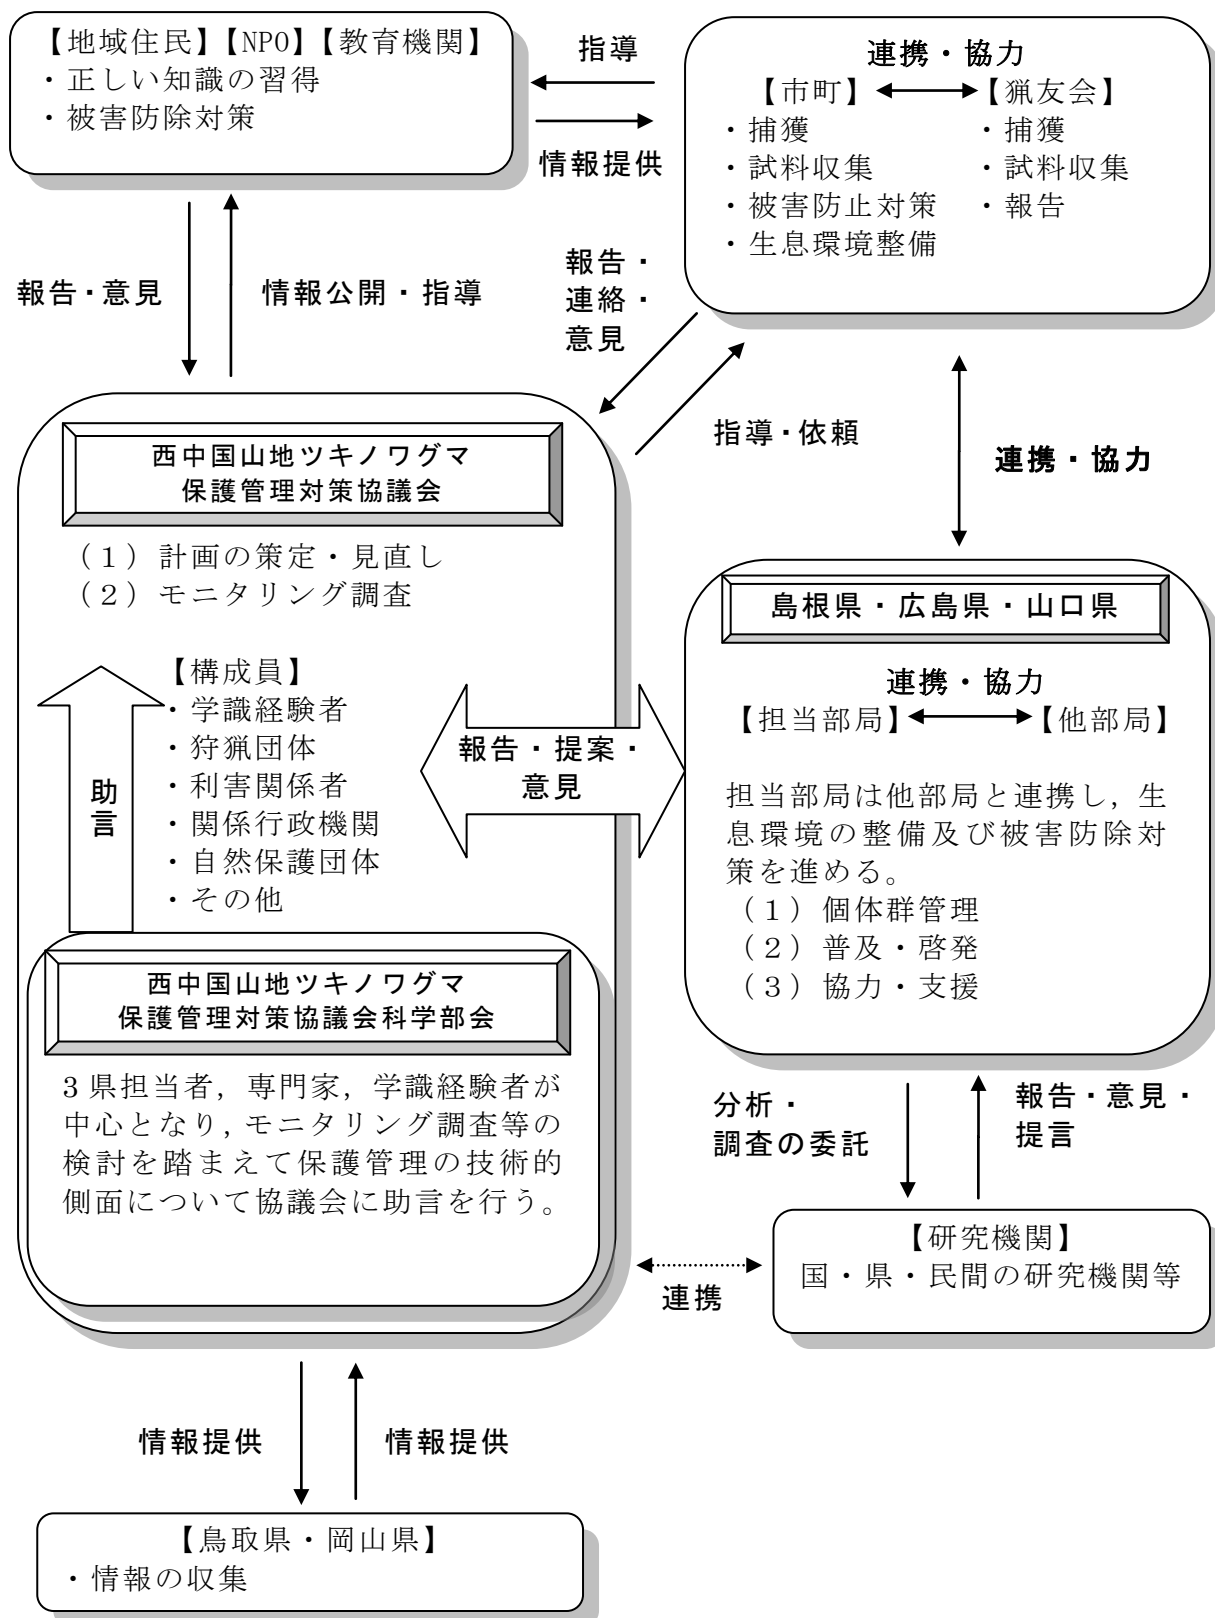 【地域住民】【NPO】【教育機関】
・正しい知識の習得
・被害防除対策
指導
情報提供
連携・協力
【市町】
・捕獲
・試料収集
・被害防止対策
・生息環境整備
【猟友会】
・捕獲
・試料収集
・報告
報告・意見
情報公開・指導
報告・
連絡・
意見
指導・依頼
連携・協力
西中国山地ツキノワグマ
保護管理対策協議会
（1）計画の策定・見直し
（2）モニタリング調査
【構成員】
・学識経験者
・狩猟団体
・利害関係者
・関係行政機関
・自然保護団体
・その他
助言
報告・提案・
意見
島根県・広島県・山口県
連携・協力
【担当部局】
【他部局】
担当部局は他部局と連携し，生
息環境の整備及び被害防除対
策を進める。
（1）個体群管理
（2）普及・啓発
（3）協力・支援
西中国山地ツキノワグマ
保護管理対策協議会科学部会
3県担当者，専門家，学識経験者が
中心となり，モニタリング調査等の
検討を踏まえて保護管理の技術的
側面について協議会に助言を行う。
分析・
調査の委託
報告・意見・
提言
【研究機関】
国・県・民間の研究機関等
連携
情報提供
情報提供
【鳥取県・岡山県】
・情報の収集